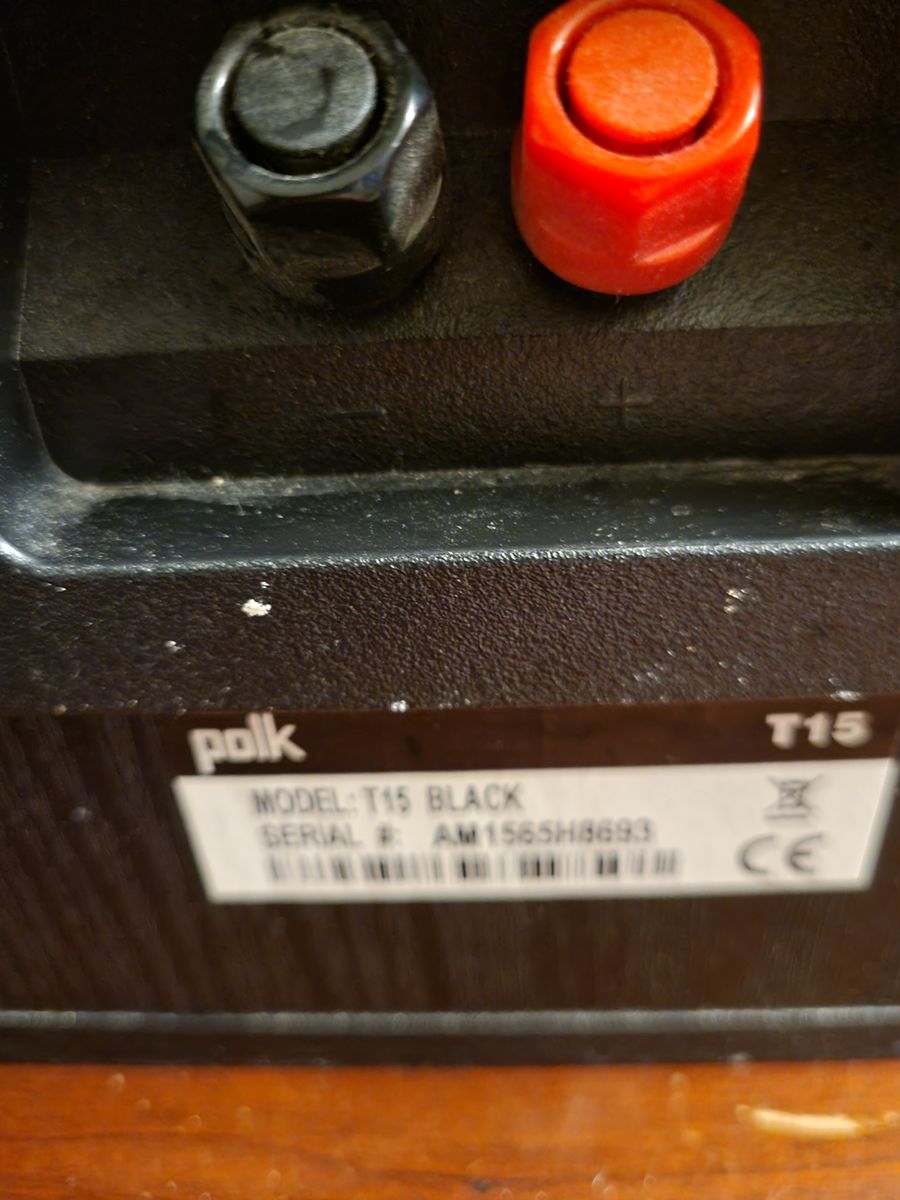 - +
polk T15
MODEL: T15 BLACK
SERIAL #: AM1565H8693
CE